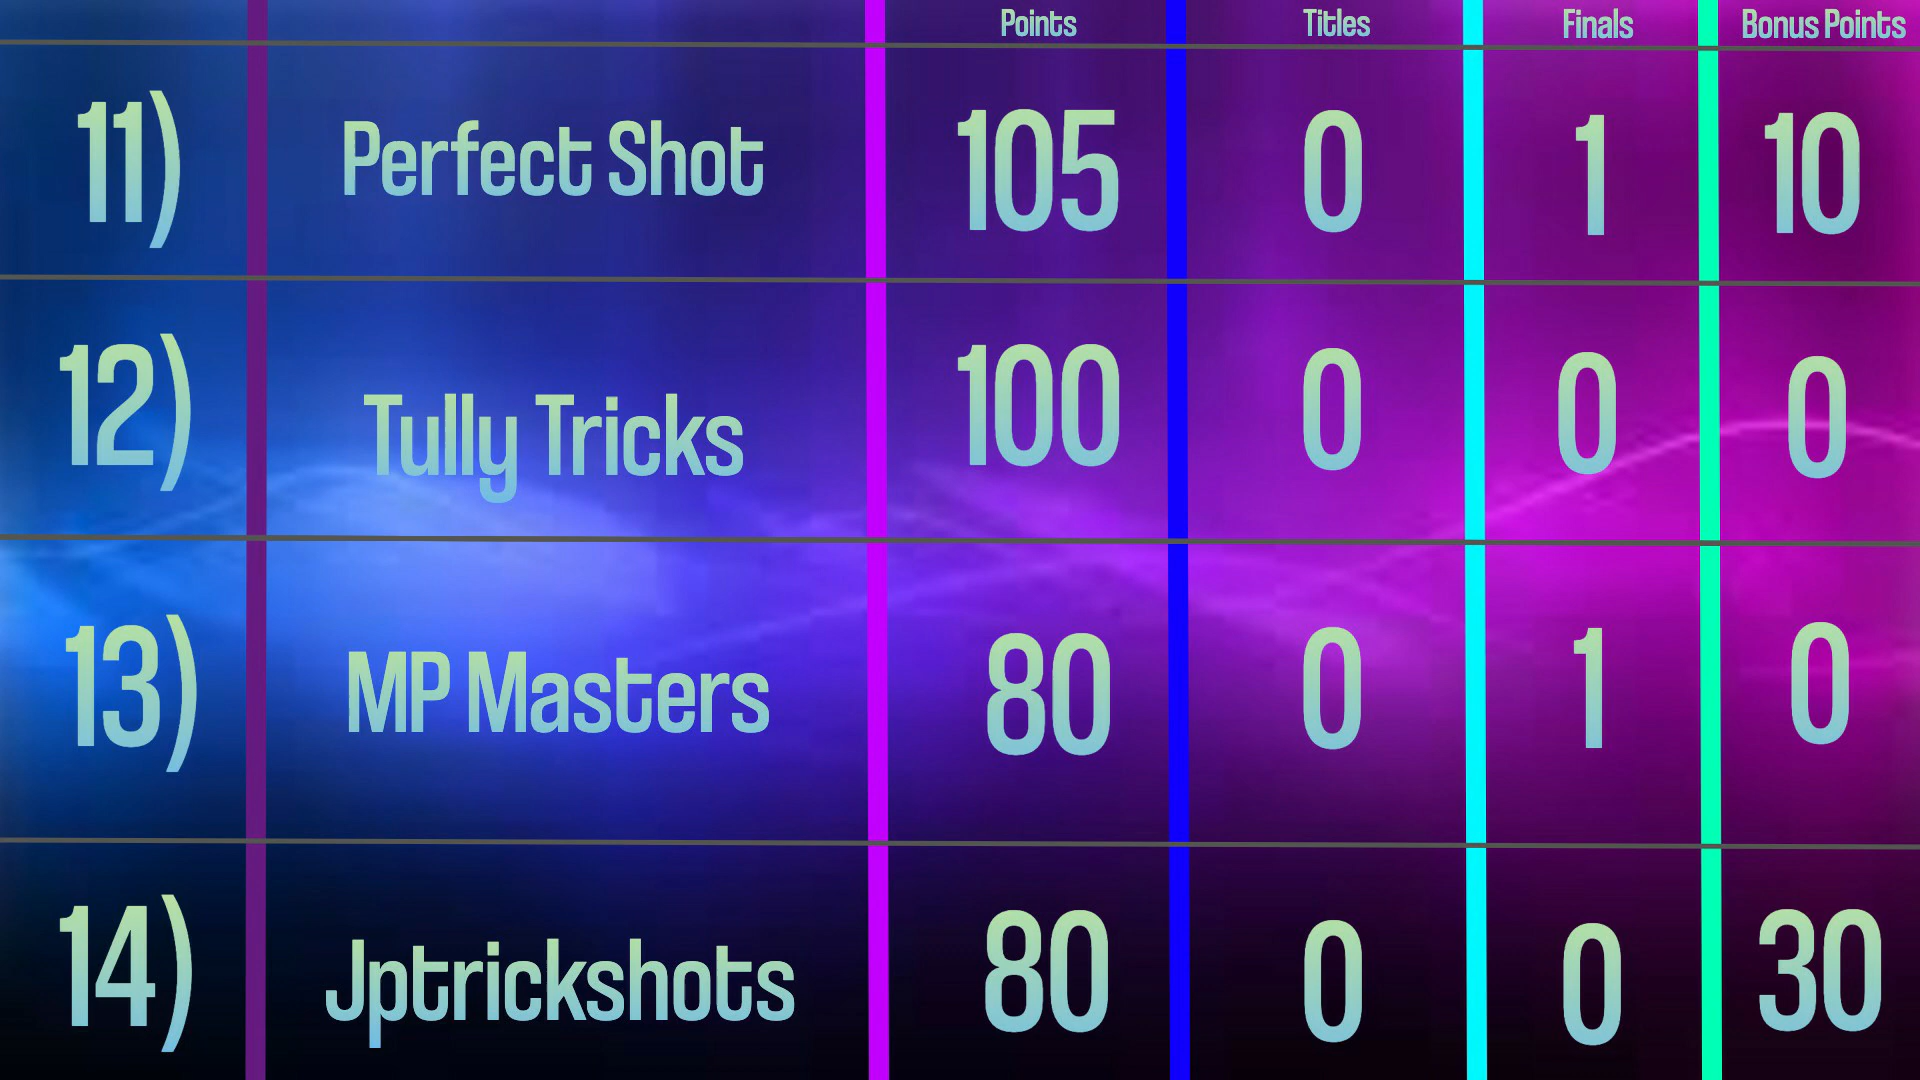 Points Titles Finals Bonus Points
11) Perfect Shot 105 0 1 10
12) Tully Tricks 100 0 0 0
13) MP Masters 80 0 1 0
14) Jptrickshots 80 0 0 30